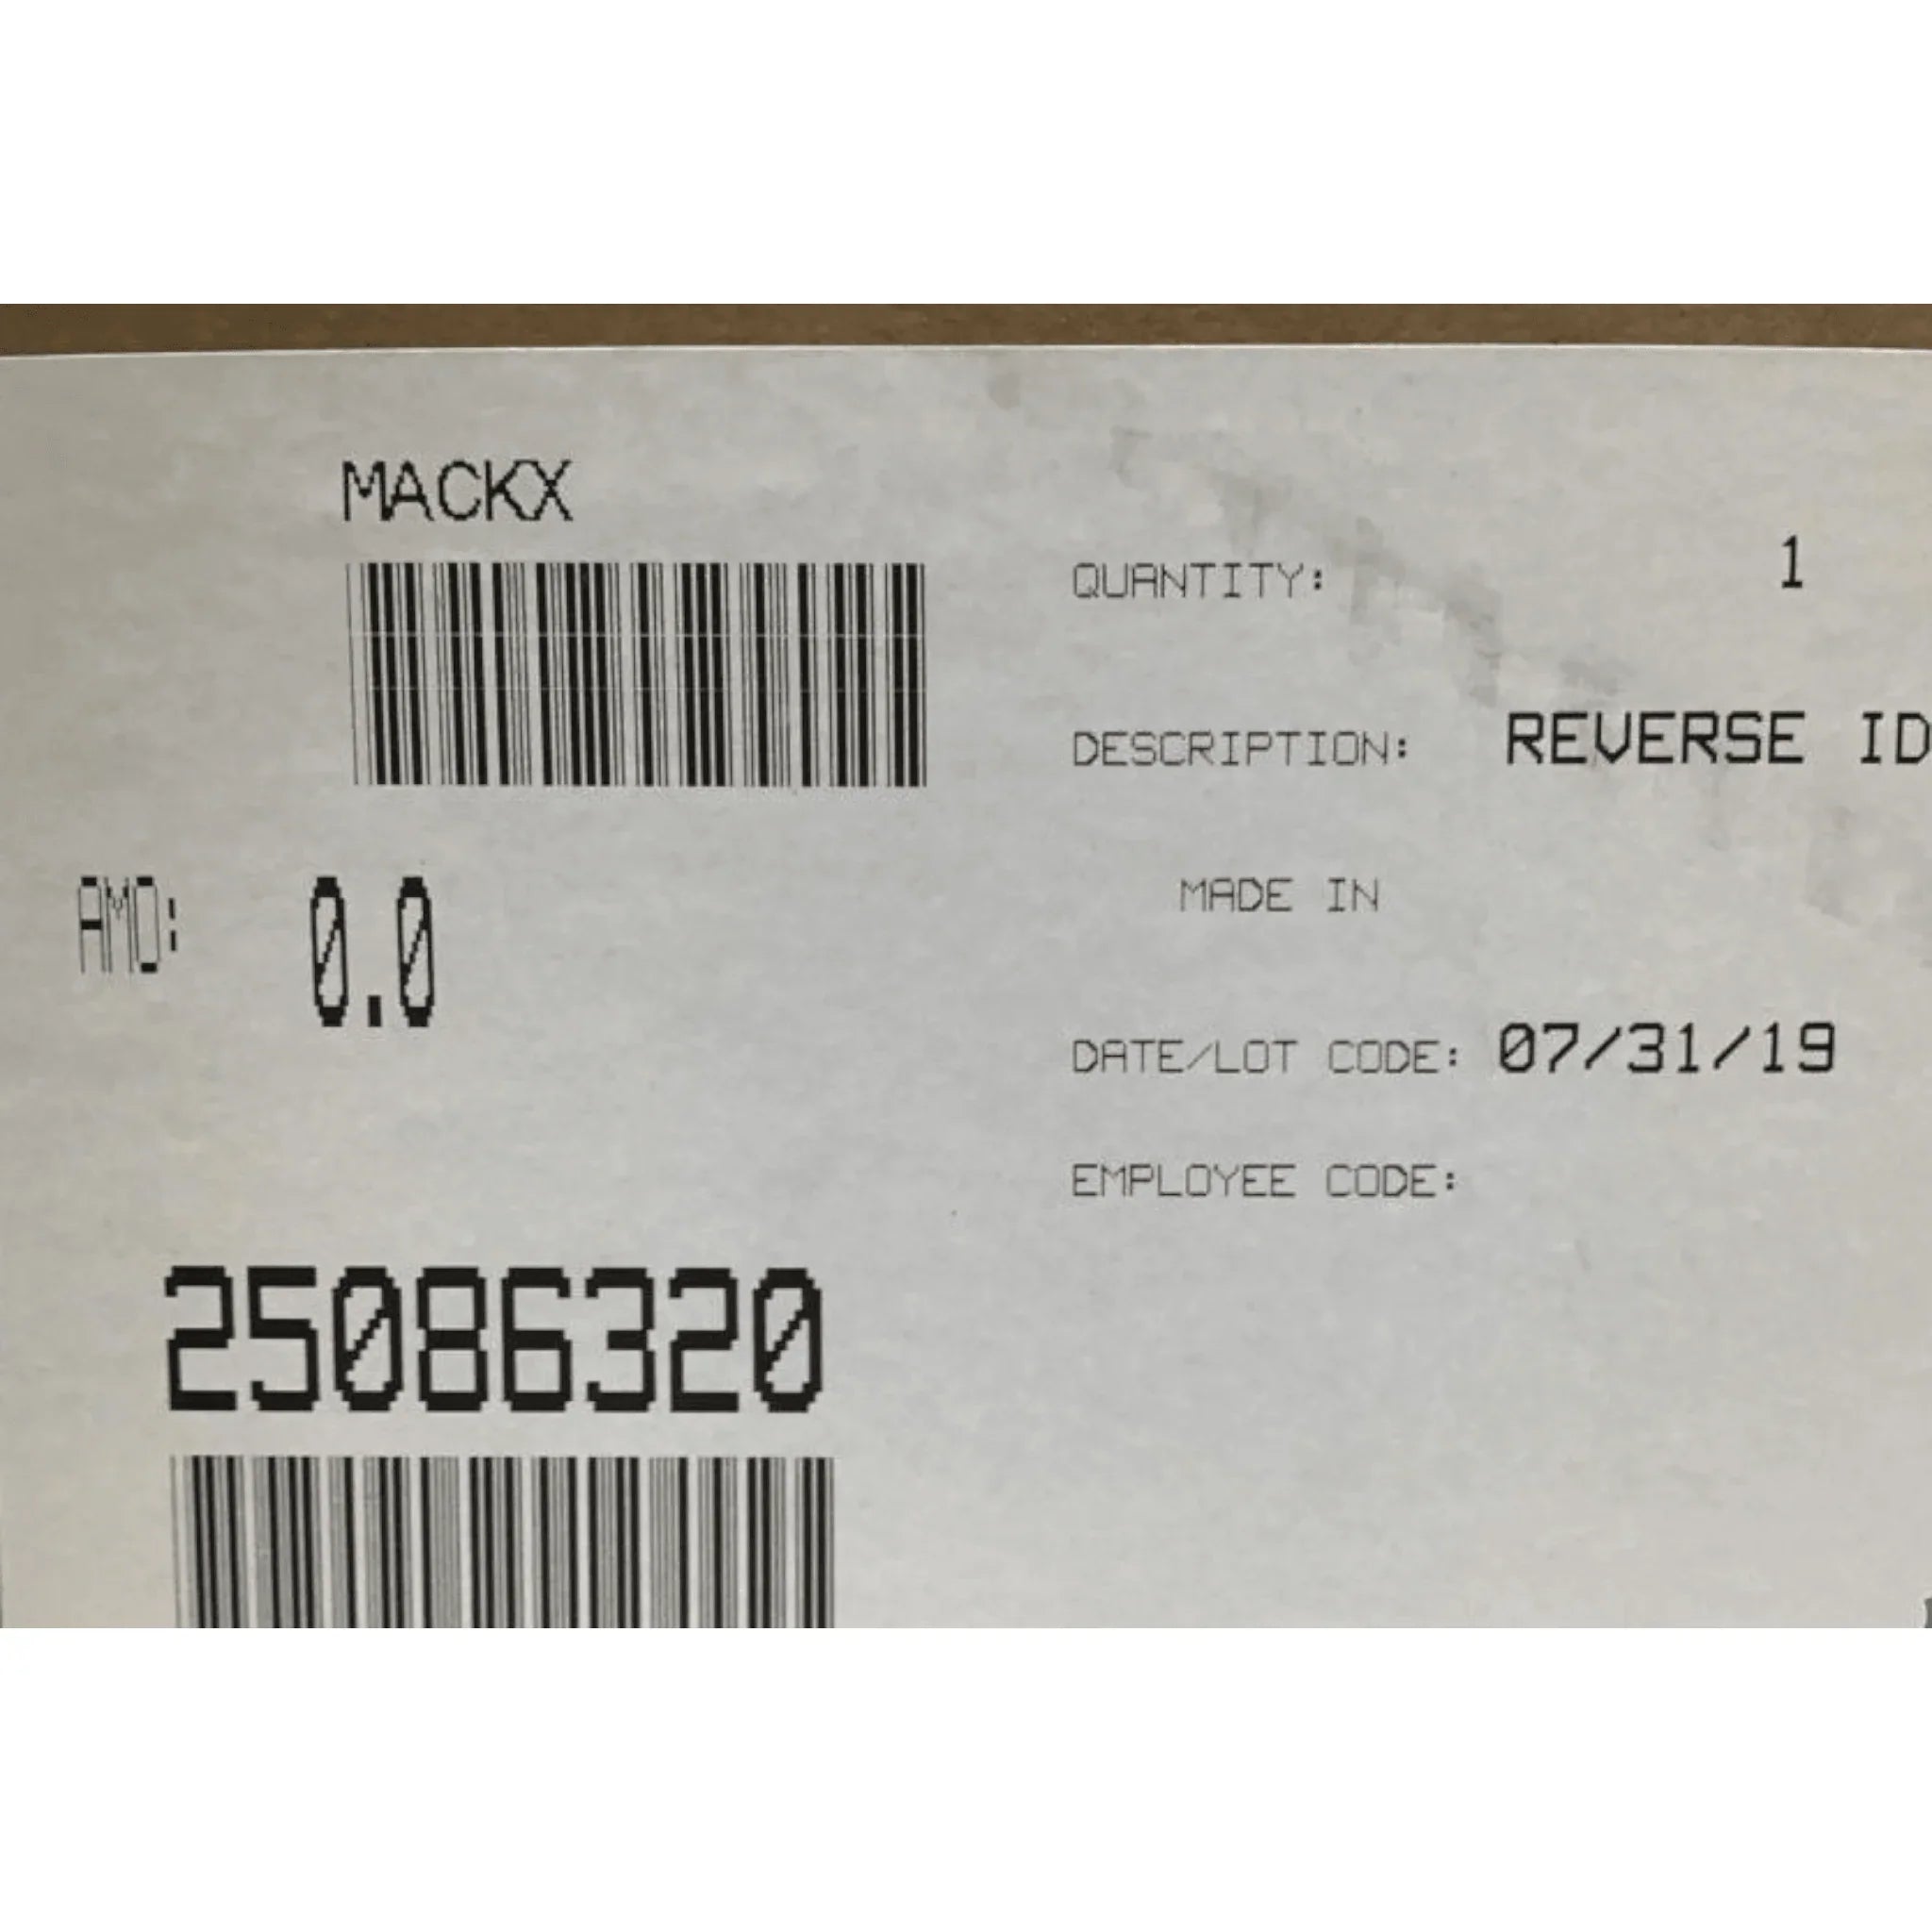 MACKX
QUANTITY: 1
DESCRIPTION: REVERSE ID
MADE IN
AMO: 0.0
DATE/LOT CODE: 07/31/19
EMPLOYEE CODE:
25086320